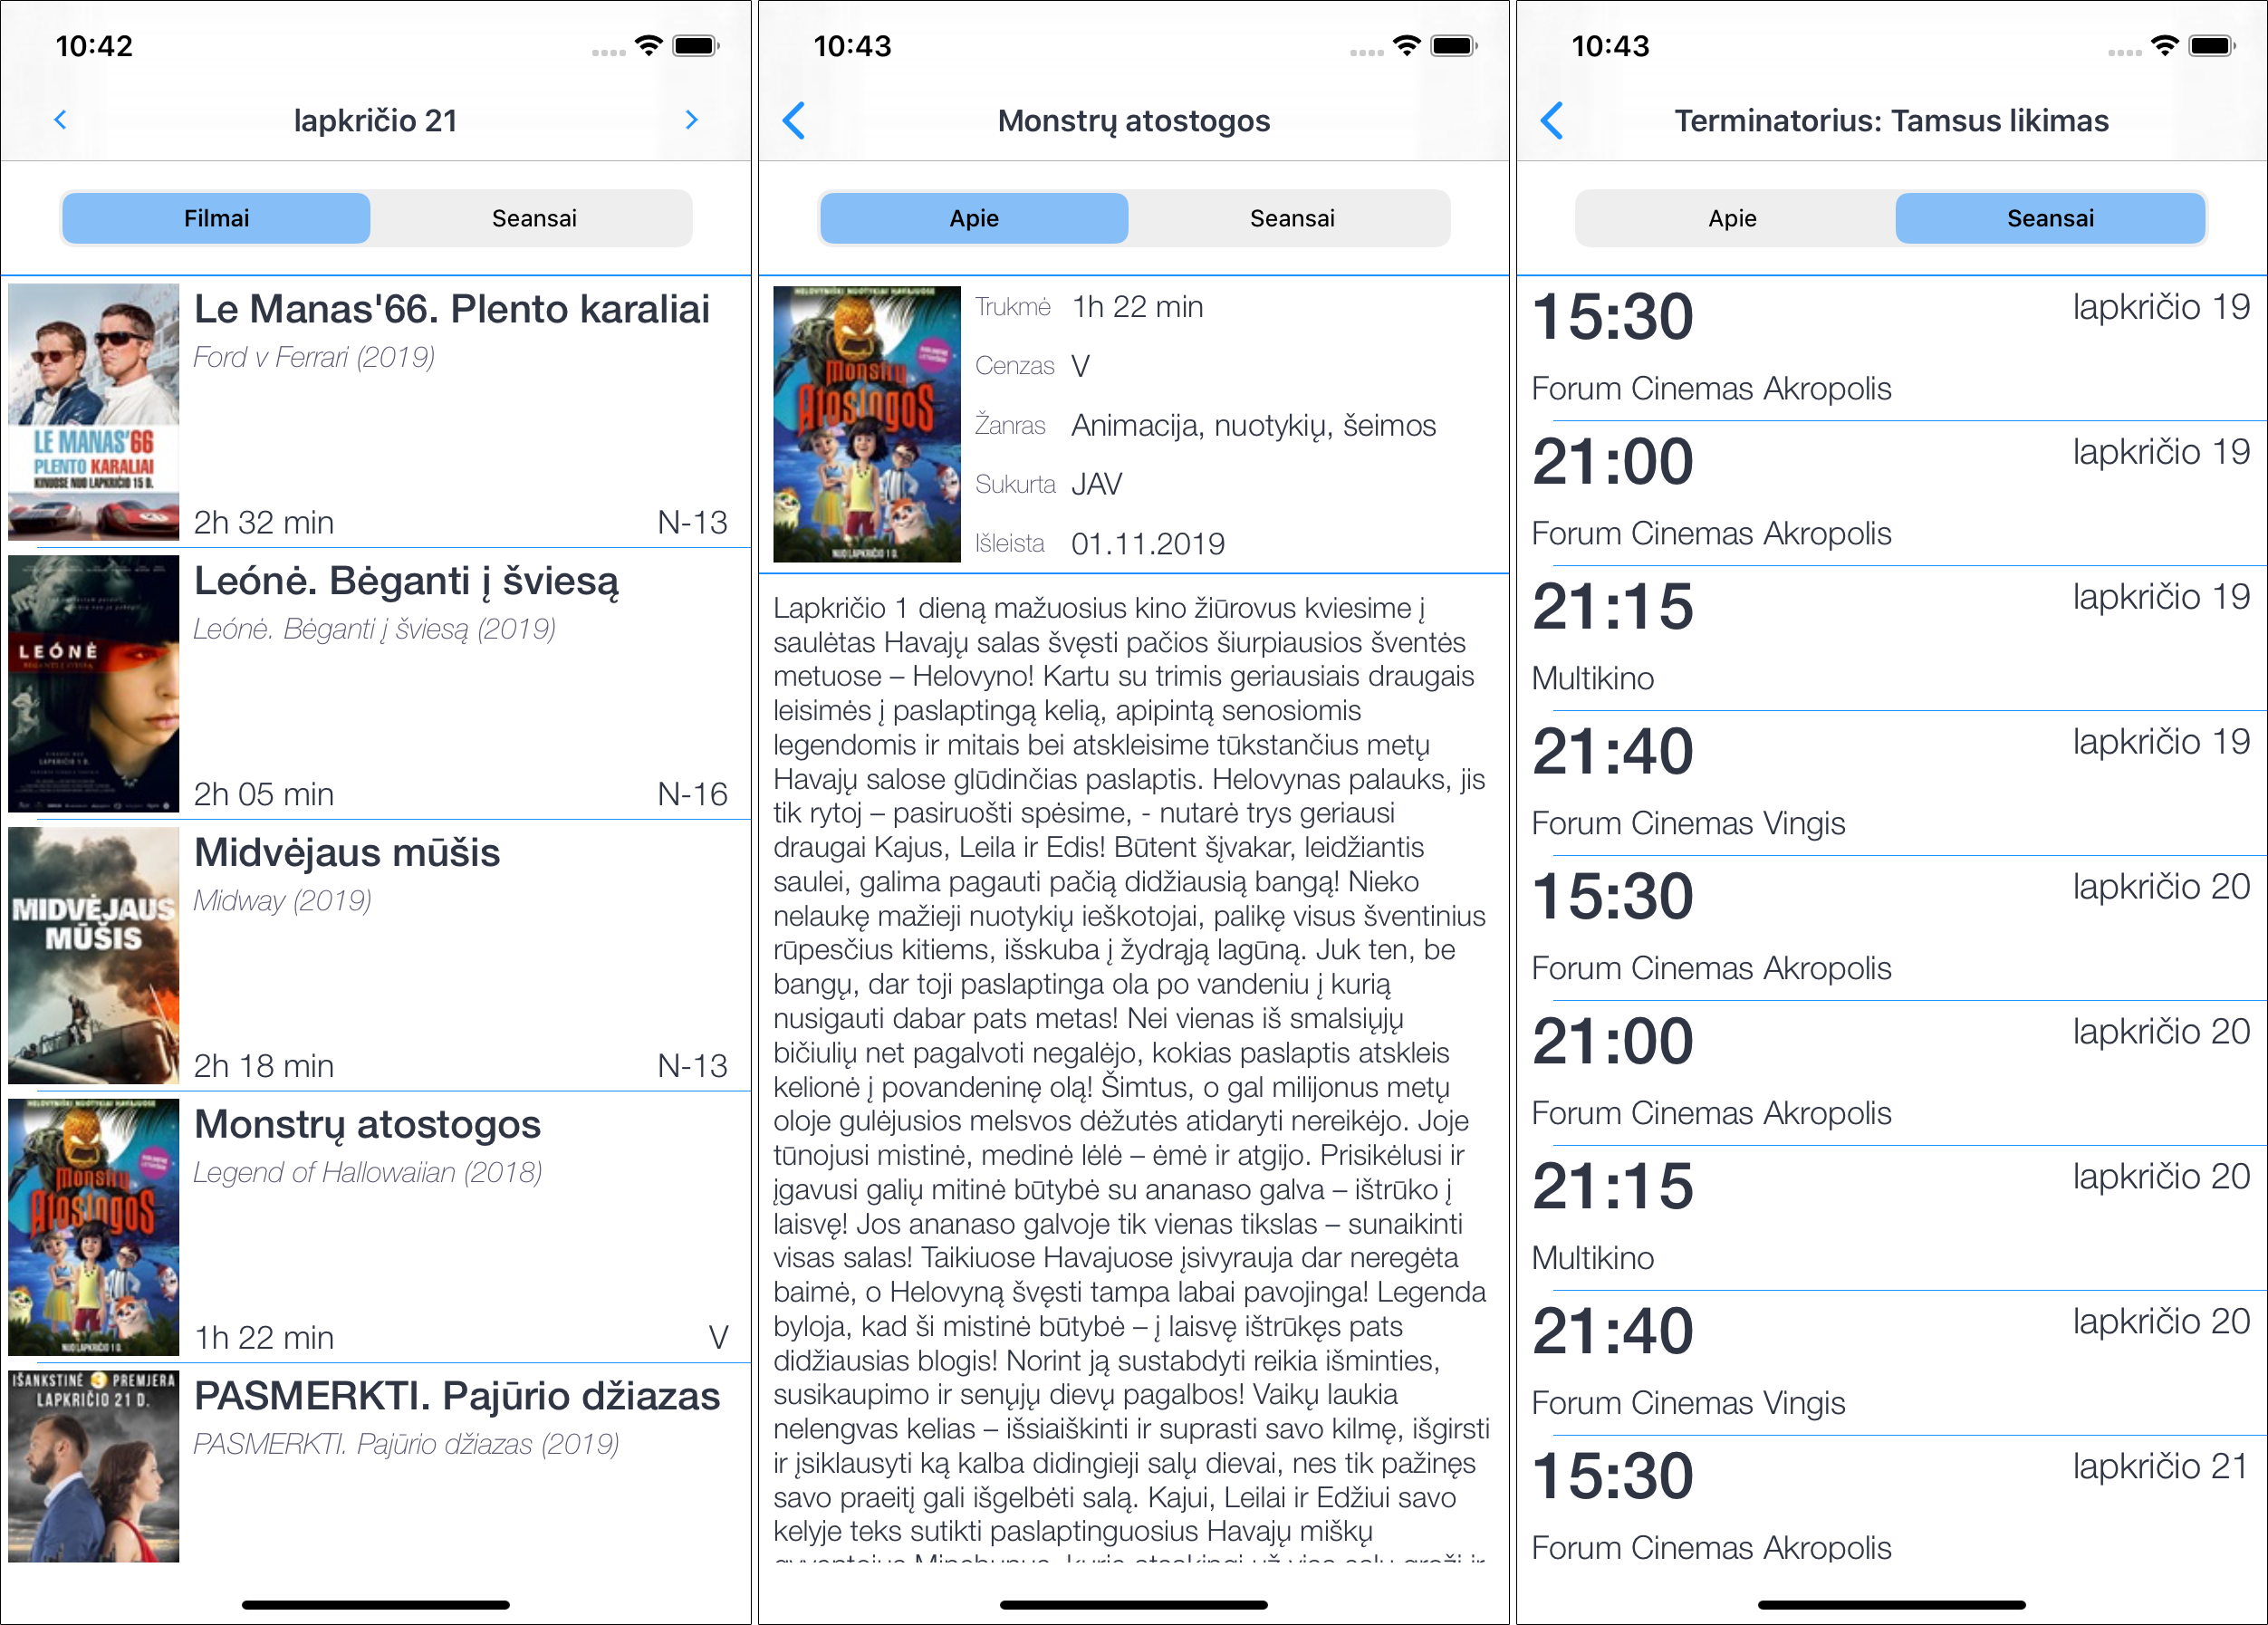 10:42
lapkričio 21
Filmai
Seansai
LE MANAS'66
PLENTO KARALIAI
KINUOSE NUO LAPKRIČIO 15 D.
Le Manas'66. Plento karaliai
Ford v Ferrari (2019)
2h 32 min
N-13
LEÓNĖ
BĖGANTI Į ŠVIESĄ
Leónė. Bėganti į šviesą
Leónė. Bėganti į šviesą (2019)
2h 05 min
N-16
MIDVĖJAUS
MŪŠIS
Midvėjaus mūšis
Midway (2019)
2h 18 min
N-13
HELOVYNIŠKI NUOTYKIAI HAVAJUOSE
Monstrų
Atostogos
NUO LAPKRIČIO 1 D.
Monstrų atostogos
Legend of Hallowaiian (2018)
1h 22 min
V
IŠANKSTINĖ 3 PREMJERA
LAPKRIČIO 21 D.
PASMERKTI. Pajūrio džiazas
PASMERKTI. Pajūrio džiazas (2019)
10:43
Monstrų atostogos
Apie
Seansai
HELOVYNIŠKI NUOTYKIAI HAVAJUOSE
Monstrų
Atostogos
NUO LAPKRIČIO 1 D.
Trukmė 1h 22 min
Cenzas V
Žanras Animacija, nuotykių, šeimos
Sukurta JAV
Išleista 01.11.2019
Lapkričio 1 dieną mažuosius kino žiūrovus kviesime į
saulėtas Havajų salas švęsti pačios šiurpiausios šventės
metuose – Helovyno! Kartu su trimis geriausiais draugais
leisimės į paslaptingą kelią, apipintą senosiomis
legendomis ir mitais bei atskleisime tūkstančius metų
Havajų salose glūdinčias paslaptis. Helovynas palauks, jis
tik rytoj – pasiruošti spėsime, - nutarė trys geriausi
draugai Kajus, Leila ir Edis! Būtent šįvakar, leidžiantis
saulei, galima pagauti pačią didžiausią bangą! Nieko
nelaukę mažieji nuotykių ieškotojai, palikę visus šventinius
rūpesčius kitiems, išskuba į žydrąją lagūną. Juk ten, be
bangų, dar toji paslaptinga ola po vandeniu į kurią
nusigauti dabar pats metas! Nei vienas iš smalsiųjų
bičiulių net pagalvoti negalėjo, kokias paslaptis atskleis
kelionė į povandeninę olą! Šimtus, o gal milijonus metų
oloje gulėjusios melsvos dėžutės atidaryti nereikėjo. Joje
tūnojusi mistinė, medinė lėlė – ėmė ir atgijo. Prisikėlusi ir
įgavusi galių mitinė būtybė su ananaso galva – ištrūko į
laisvę! Jos ananaso galvoje tik vienas tikslas – sunaikinti
visas salas! Taikiuose Havajuose įsivyrauja dar neregėta
baimė, o Helovyną švęsti tampa labai pavojinga! Legenda
byloja, kad ši mistinė būtybė – į laisvę ištrūkęs pats
didžiausias blogis! Norint ją sustabdyti reikia išminties,
susikaupimo ir senųjų dievų pagalbos! Vaikų laukia
nelengvas kelias – išsiaiškinti ir suprasti savo kilmę, išgirsti
ir įsiklausyti ką kalba didingieji salų dievai, nes tik pažinęs
savo praeitį gali išgelbėti salą. Kajui, Leilai ir Edžiui savo
kelyje teks sutikti paslaptinguosius Havajų miškų
10:43
Terminatorius: Tamsus likimas
Apie
Seansai
15:30
lapkričio 19
Forum Cinemas Akropolis
21:00
lapkričio 19
Forum Cinemas Akropolis
21:15
lapkričio 19
Multikino
21:40
lapkričio 19
Forum Cinemas Vingis
15:30
lapkričio 20
Forum Cinemas Akropolis
21:00
lapkričio 20
Forum Cinemas Akropolis
21:15
lapkričio 20
Multikino
21:40
lapkričio 20
Forum Cinemas Vingis
15:30
lapkričio 21
Forum Cinemas Akropolis